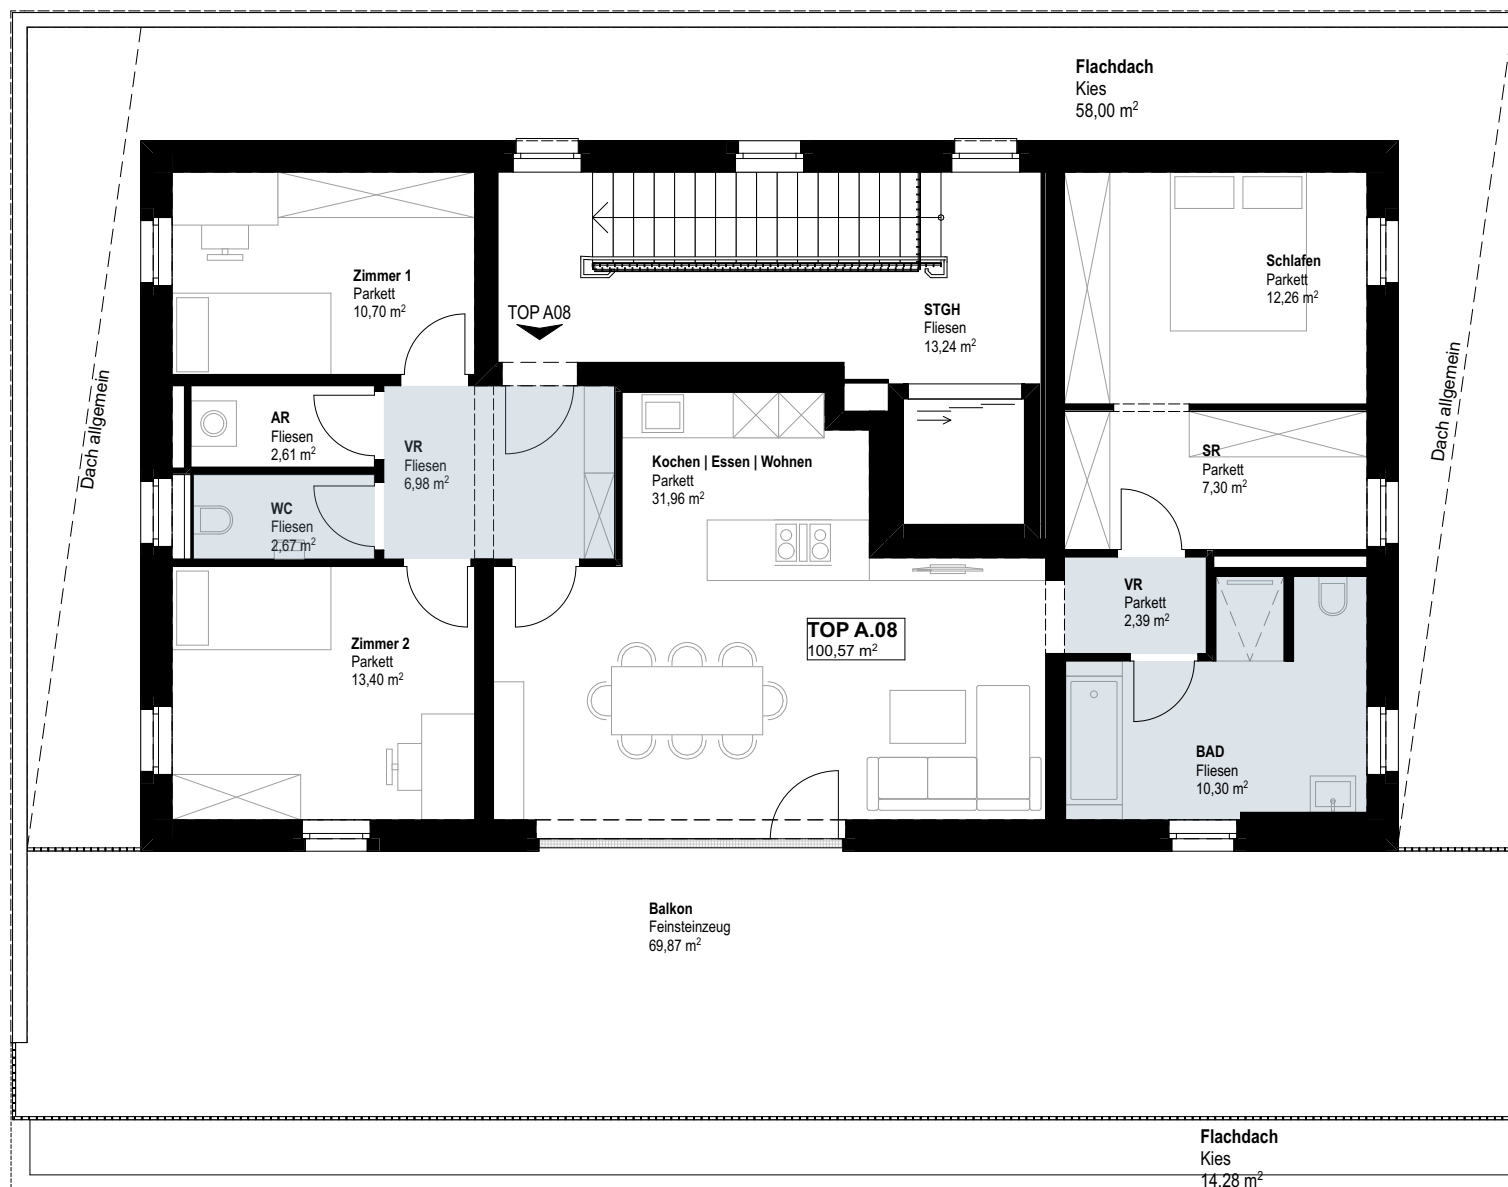 Flachdach
Kies
58,00 m²
Zimmer 1
Parkett
10,70 m²
TOP A08
STGH
Fliesen
13,24 m²
Schlafen
Parkett
12,26 m²
Dach allgemein
Dach allgemein
AR
Fliesen
2,61 m²
VR
Fliesen
6,98 m²
Kochen | Essen | Wohnen
Parkett
31,96 m²
SR
Parkett
7,30 m²
WC
Fliesen
2,67 m²
VR
Parkett
2,39 m²
TOP A.08
100,57 m²
Zimmer 2
Parkett
13,40 m²
BAD
Fliesen
10,30 m²
Balkon
Feinsteinzeug
69,87 m²
Flachdach
Kies
14,28 m²